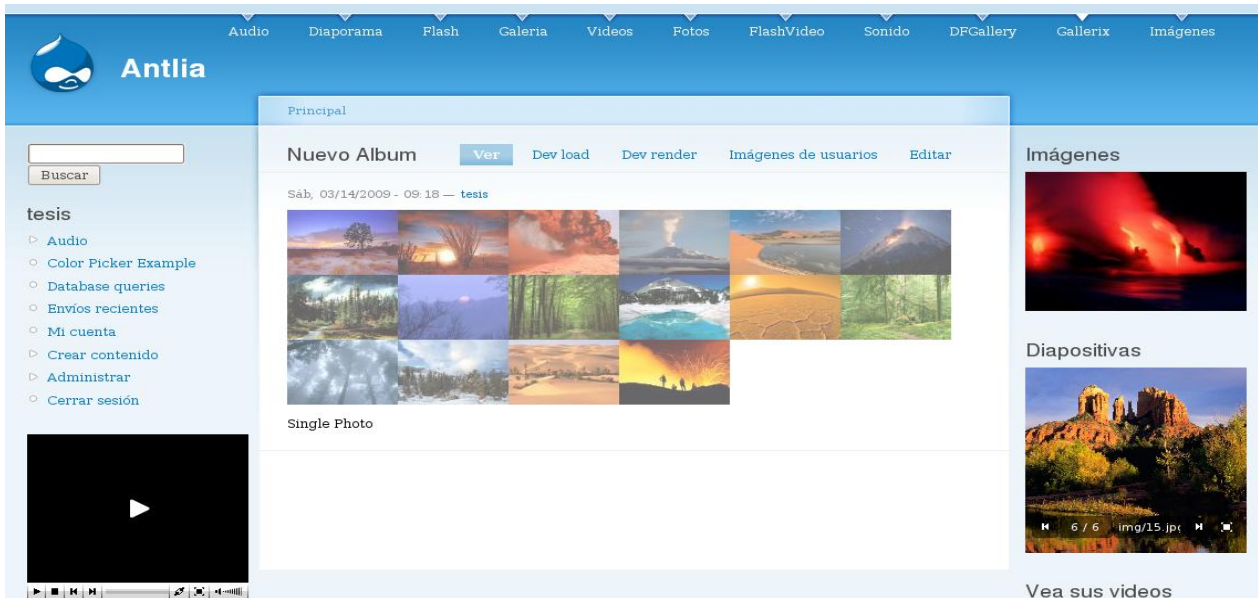 Audio Diaporama Flash Galeria Videos Fotos FlashVideo Sonido DFGallery Gallerix Imágenes
Antlia
Principal
Buscar
tesis
Audio
Color Picker Example
Database queries
Envíos recientes
Mi cuenta
Crear contenido
Administrar
Cerrar sesión
Nuevo Album Ver Dev load Dev render Imágenes de usuarios Editar
Sáb, 03/14/2009 - 09:18 — tesis
Single Photo
Imágenes
Diapositivas
6 / 6 img/15.jpg
Vea sus videos